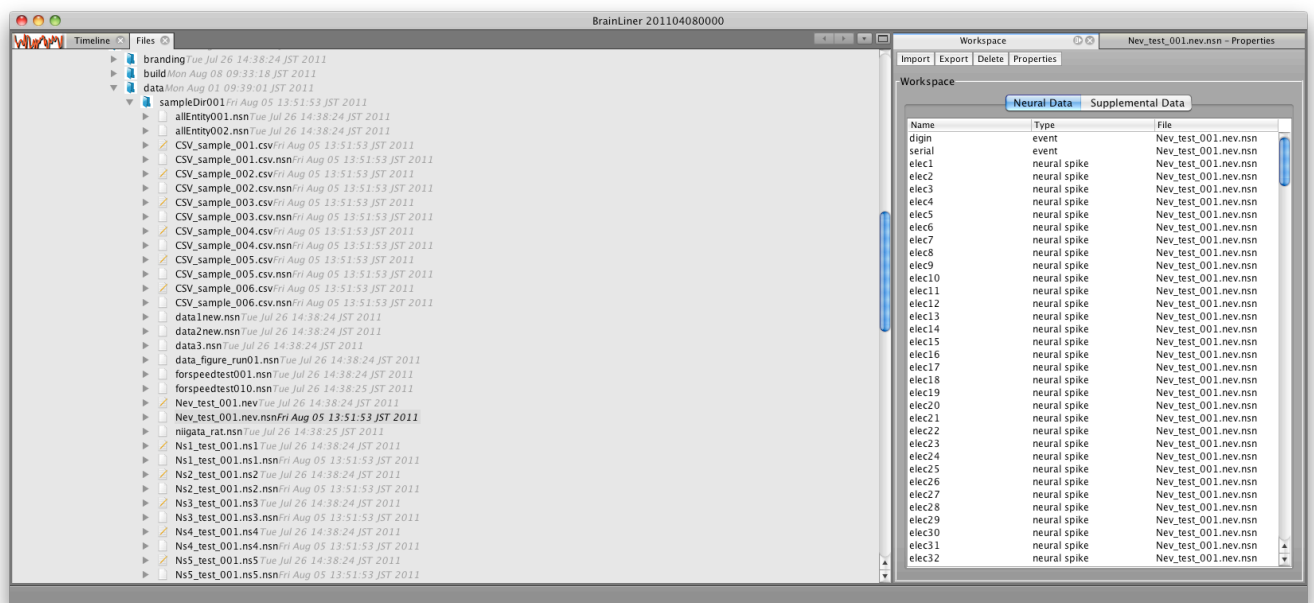 BrainLiner 201104080000
Timeline Files
branding Tue Jul 26 14:38:24 JST 2011
build Mon Aug 08 09:33:18 JST 2011
data Mon Aug 01 09:39:01 JST 2011
sampleDir001 Fri Aug 05 13:51:53 JST 2011
allEntity001.nsn Tue Jul 26 14:38:24 JST 2011
allEntity002.nsn Tue Jul 26 14:38:24 JST 2011
CSV_sample_001.csv Fri Aug 05 13:51:53 JST 2011
CSV_sample_001.csv.nsn Fri Aug 05 13:51:53 JST 2011
CSV_sample_002.csv Fri Aug 05 13:51:53 JST 2011
CSV_sample_002.csv.nsn Fri Aug 05 13:51:53 JST 2011
CSV_sample_003.csv Fri Aug 05 13:51:53 JST 2011
CSV_sample_003.csv.nsn Fri Aug 05 13:51:53 JST 2011
CSV_sample_004.csv Fri Aug 05 13:51:53 JST 2011
CSV_sample_004.csv.nsn Fri Aug 05 13:51:53 JST 2011
CSV_sample_005.csv Fri Aug 05 13:51:53 JST 2011
CSV_sample_005.csv.nsn Fri Aug 05 13:51:53 JST 2011
CSV_sample_006.csv Fri Aug 05 13:51:53 JST 2011
CSV_sample_006.csv.nsn Fri Aug 05 13:51:53 JST 2011
data1new.nsn Tue Jul 26 14:38:24 JST 2011
data2new.nsn Tue Jul 26 14:38:24 JST 2011
data3.nsn Tue Jul 26 14:38:24 JST 2011
data_figure_run01.nsn Tue Jul 26 14:38:24 JST 2011
forspeedtest001.nsn Tue Jul 26 14:38:24 JST 2011
forspeedtest010.nsn Tue Jul 26 14:38:25 JST 2011
Nev_test_001.nev Tue Jul 26 14:38:24 JST 2011
Nev_test_001.nev.nsn Fri Aug 05 13:51:53 JST 2011
niigata_rat.nsn Tue Jul 26 14:38:25 JST 2011
Ns1_test_001.ns1 Tue Jul 26 14:38:24 JST 2011
Ns1_test_001.ns1.nsn Fri Aug 05 13:51:53 JST 2011
Ns2_test_001.ns2 Tue Jul 26 14:38:24 JST 2011
Ns2_test_001.ns2.nsn Fri Aug 05 13:51:53 JST 2011
Ns3_test_001.ns3 Tue Jul 26 14:38:24 JST 2011
Ns3_test_001.ns3.nsn Fri Aug 05 13:51:53 JST 2011
Ns4_test_001.ns4 Tue Jul 26 14:38:24 JST 2011
Ns4_test_001.ns4.nsn Fri Aug 05 13:51:53 JST 2011
Ns5_test_001.ns5 Tue Jul 26 14:38:24 JST 2011
Ns5_test_001.ns5.nsn Fri Aug 05 13:51:53 JST 2011
Workspace Nev_test_001.nev.nsn - Properties
Import Export Delete Properties
Workspace
Neural Data Supplemental Data
Name Type File
digin event Nev_test_001.nev.nsn
serial event Nev_test_001.nev.nsn
elec1 neural spike Nev_test_001.nev.nsn
elec2 neural spike Nev_test_001.nev.nsn
elec3 neural spike Nev_test_001.nev.nsn
elec4 neural spike Nev_test_001.nev.nsn
elec5 neural spike Nev_test_001.nev.nsn
elec6 neural spike Nev_test_001.nev.nsn
elec7 neural spike Nev_test_001.nev.nsn
elec8 neural spike Nev_test_001.nev.nsn
elec9 neural spike Nev_test_001.nev.nsn
elec10 neural spike Nev_test_001.nev.nsn
elec11 neural spike Nev_test_001.nev.nsn
elec12 neural spike Nev_test_001.nev.nsn
elec13 neural spike Nev_test_001.nev.nsn
elec14 neural spike Nev_test_001.nev.nsn
elec15 neural spike Nev_test_001.nev.nsn
elec16 neural spike Nev_test_001.nev.nsn
elec17 neural spike Nev_test_001.nev.nsn
elec18 neural spike Nev_test_001.nev.nsn
elec19 neural spike Nev_test_001.nev.nsn
elec20 neural spike Nev_test_001.nev.nsn
elec21 neural spike Nev_test_001.nev.nsn
elec22 neural spike Nev_test_001.nev.nsn
elec23 neural spike Nev_test_001.nev.nsn
elec24 neural spike Nev_test_001.nev.nsn
elec25 neural spike Nev_test_001.nev.nsn
elec26 neural spike Nev_test_001.nev.nsn
elec27 neural spike Nev_test_001.nev.nsn
elec28 neural spike Nev_test_001.nev.nsn
elec29 neural spike Nev_test_001.nev.nsn
elec30 neural spike Nev_test_001.nev.nsn
elec31 neural spike Nev_test_001.nev.nsn
elec32 neural spike Nev_test_001.nev.nsn